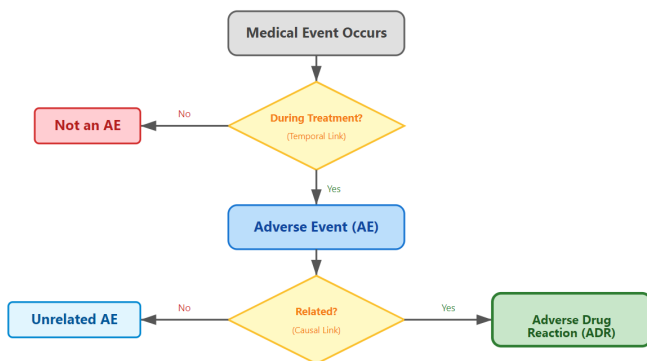 Medical Event Occurs
During Treatment?
(Temporal Link)
No
Not an AE
Yes
Adverse Event (AE)
Related?
(Causal Link)
No
Unrelated AE
Yes
Adverse Drug
Reaction (ADR)